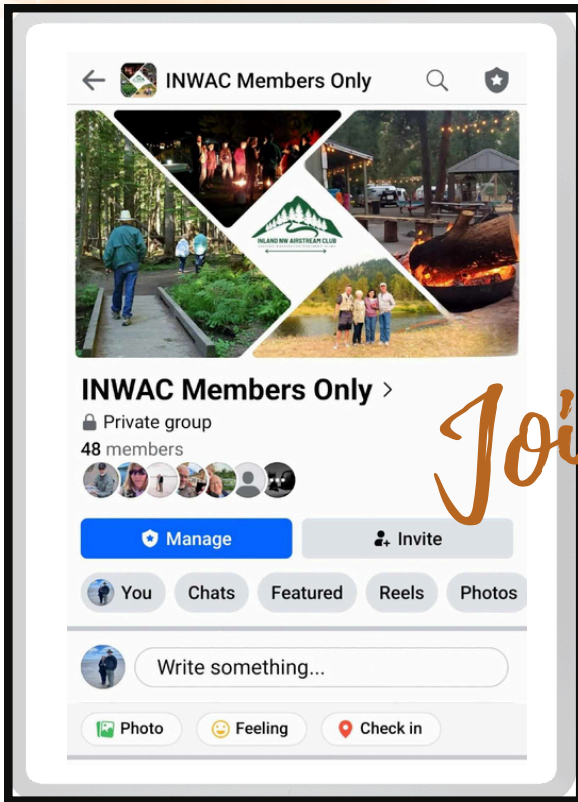 INWAC Members Only
INLAND NW AIRSTREAM CLUB
INWAC Members Only
Private group
48 members
Joi
Manage
Invite
You
Chats
Featured
Reels
Photos
Write something...
Photo
Feeling
Check in